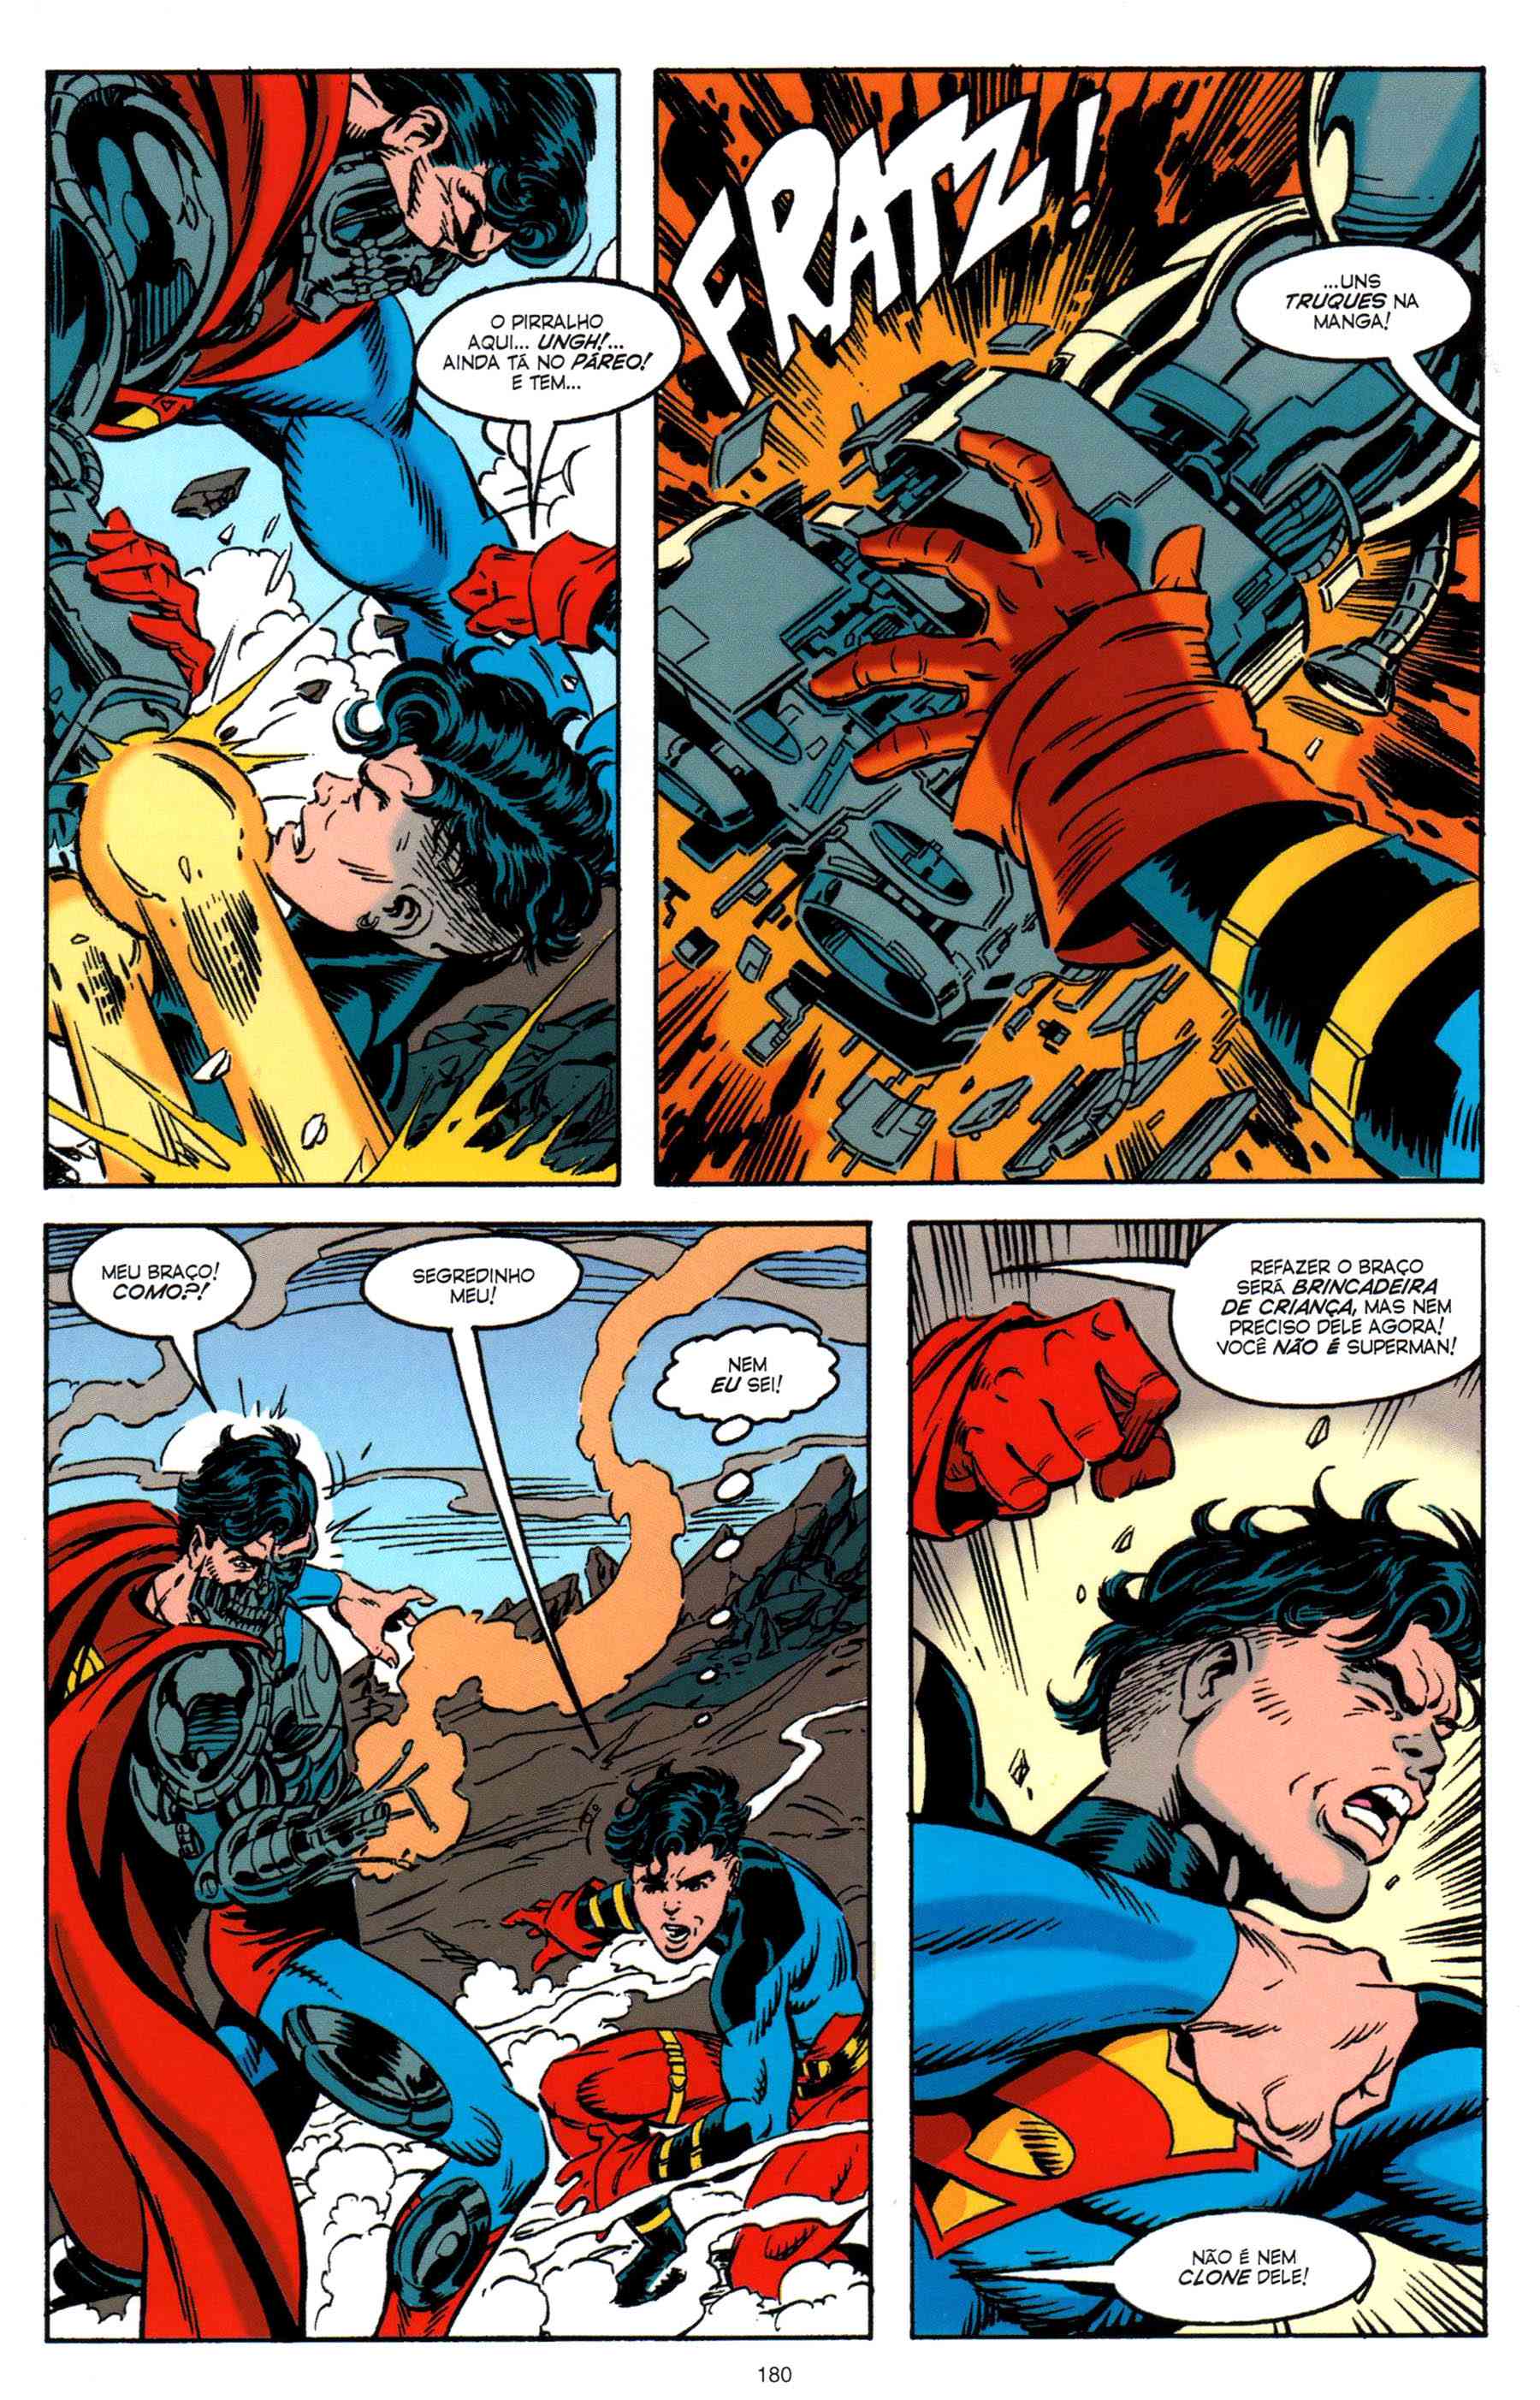 O PIRRALHO
AQUI... UNGH!...
AINDA TÁ NO PÁREO!
E TEM...
FRATZ!
...UNS
TRUQUES NA
MANGA!
MEU BRAÇO!
COMO?!
SEGREDINHO
MEU!
NEM
EU SEI!
REFAZER O BRAÇO
SERÁ BRINCADEIRA
DE CRIANÇA, MAS NEM
PRECISO DELE AGORA!
VOCÊ NÃO É SUPERMAN!
NÃO É NEM
CLONE DELE!
180